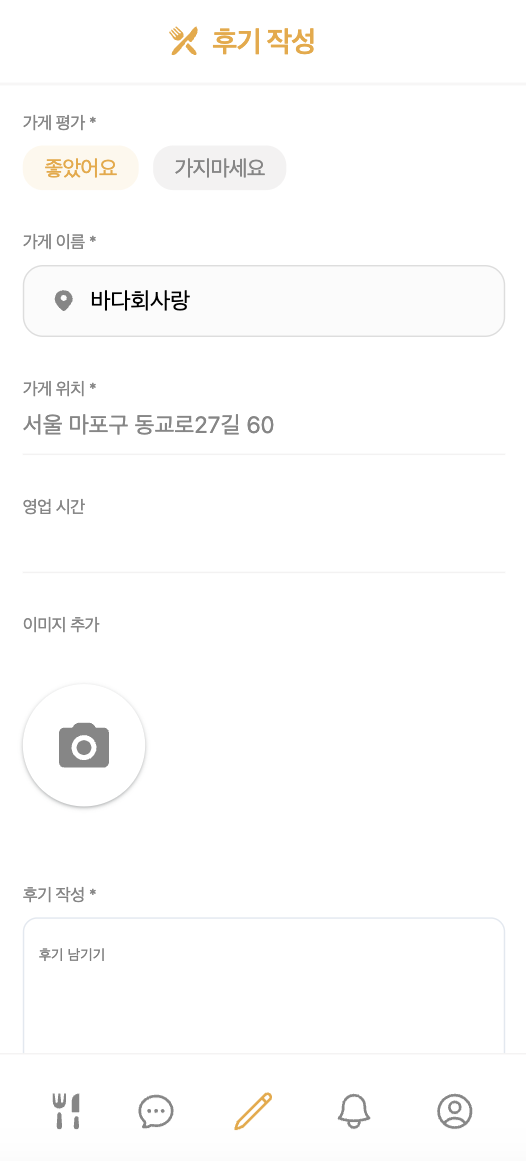 후기 작성
가게 평가 *
좋았어요 가지마세요
가게 이름 *
바다회사랑
가게 위치 *
서울 마포구 동교로27길 60
영업 시간
이미지 추가
후기 작성 *
후기 남기기